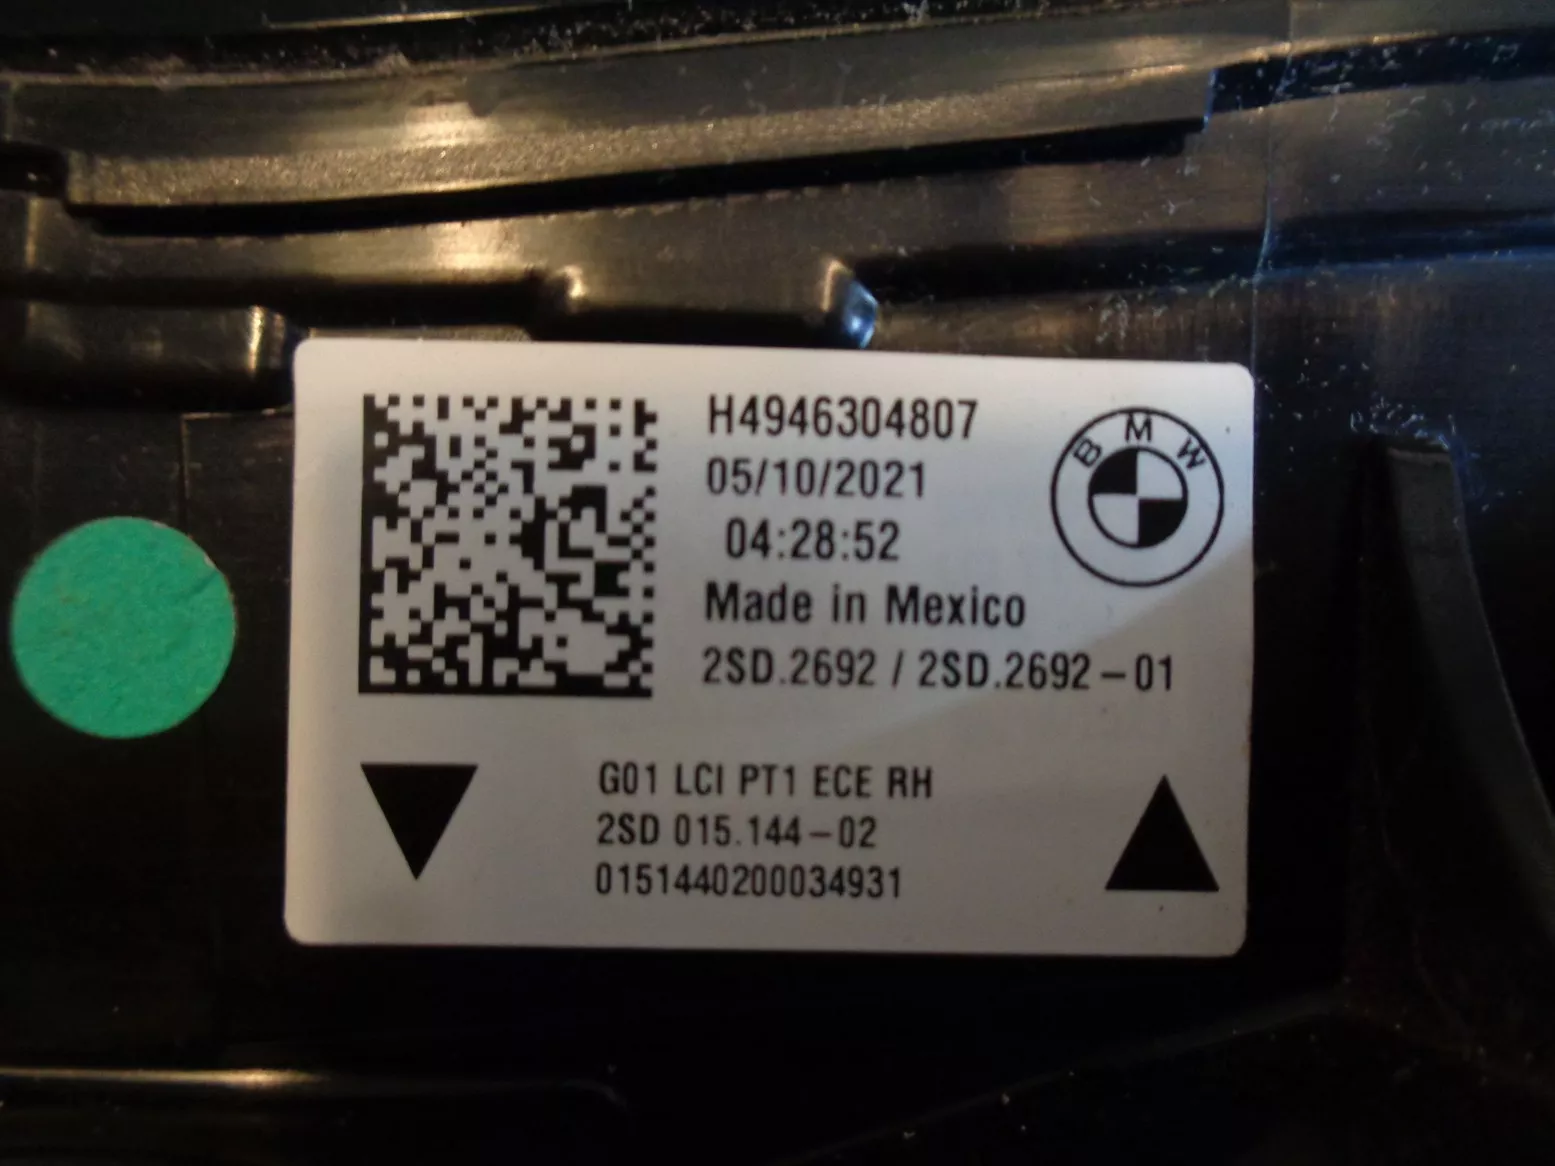 H4946304807
05/10/2021
04:28:52
BMW
Made in Mexico
2SD.2692 / 2SD.2692-01
G01 LCI PT1 ECE RH
2SD 015.144-02
0151440200034931